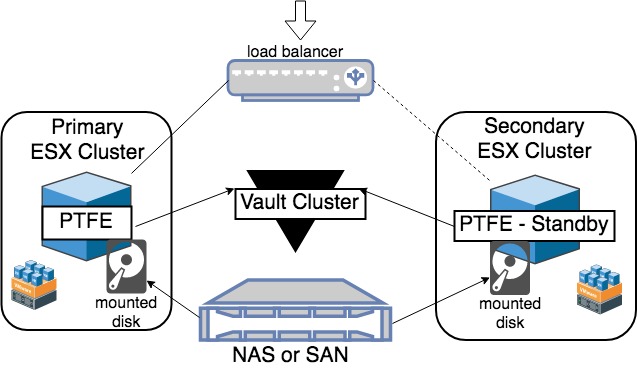 load balancer
Primary
ESX Cluster
PTFE
mounted
disk
Vault Cluster
NAS or SAN
Secondary
ESX Cluster
PTFE - Standby
mounted
disk